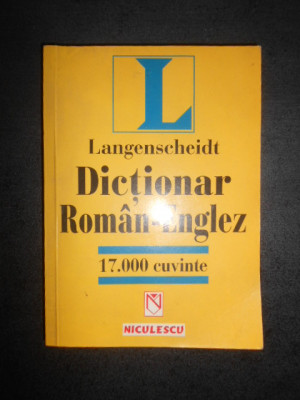 L
Langenscheidt
Dicționar
Român-Englez
17.000 cuvinte
N
NICULESCU